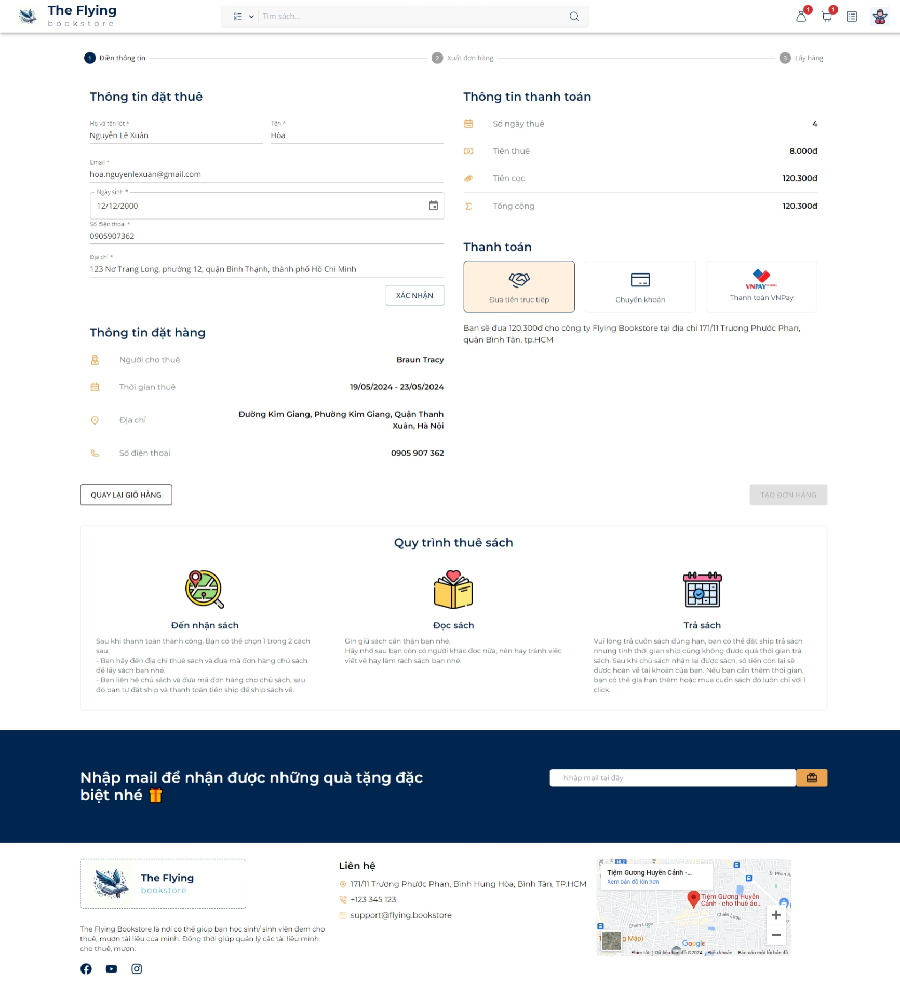 The Flying
bookstore
Tìm sách...
1
1
1 Điền thông tin
2 Xuất đơn hàng
3 Lấy hàng
Thông tin đặt thuê
Họ và tên lót *
Nguyễn Lê Xuân
Tên *
Hòa
Email *
hoa.nguyenlexuan@gmail.com
Ngày sinh *
12/12/2000
Số điện thoại *
0905907362
Địa chỉ *
123 Nơ Trang Long, phường 12, quận Bình Thạnh, thành phố Hồ Chí Minh
XÁC NHẬN
Thông tin đặt hàng
Người cho thuê Braun Tracy
Thời gian thuê 19/05/2024 - 23/05/2024
Địa chỉ Đường Kim Giang, Phường Kim Giang, Quận Thanh
Xuân, Hà Nội
Số điện thoại 0905 907 362
Thông tin thanh toán
Số ngày thuê 4
Tiền thuê 8.000đ
Tiền cọc 120.300đ
Tổng cộng 120.300đ
Thanh toán
Đưa tiền trực tiếp
Chuyển khoản
VNPAY INVOICE
Thanh toán VNPay
Bạn sẽ đưa 120.300đ cho công ty Flying Bookstore tại địa chỉ 171/11 Trương Phước Phan,
quận Bình Tân, tp.HCM
QUAY LẠI GIỎ HÀNG
TẠO ĐƠN HÀNG
Quy trình thuê sách
Đến nhận sách
Sau khi thanh toán thành công. Bạn có thể chọn 1 trong 2 cách
sau:
- Bạn hãy đến địa chỉ thuê sách và đưa mã đơn hàng chủ sách
để lấy sách bạn nhé.
- Bạn liên hệ chủ sách và đưa mã đơn hàng cho chủ sách, sau
đó bạn tự đặt ship và thanh toán tiền ship để ship sách về.
Đọc sách
Gìn giữ sách cẩn thận bạn nhé.
Hãy nhớ sau bạn còn có người khác đọc nữa, nên hay tránh việc
viết vẽ hay làm rách sách bạn nhé.
Trả sách
Vui lòng trả cuốn sách đúng hạn, bạn có thể đặt ship trả sách
nhưng tính thời gian ship cũng không được quá thời gian trả
sách. Sau khi chủ sách nhận lại được sách, số tiền còn lại sẽ
được hoàn về tài khoản của bạn. Nếu bạn cần thêm thời gian,
bạn có thể gia hạn thêm hoặc mua cuốn sách đó luôn chỉ với 1
click.
Nhập mail để nhận được những quà tặng đặc
biệt nhé
Nhập mail tại đây
The Flying
bookstore
The Flying Bookstore là nơi có thể giúp bạn học sinh/ sinh viên đem cho
thuê, mượn tài liệu của mình. Đồng thời giúp quản lý các tài liệu mình
cho thuê, mượn.
Liên hệ
171/11 Trương Phước Phan, Bình Hưng Hòa, Bình Tân, TP.HCM
+123 345 123
support@flying.bookstore
730
HL2
Tiệm Gương Huyền Cảnh -...
Xem bản đồ lớn hơn
Đ. Phan A
Tiệm Gương Huyền
Cảnh - cho thuê áo...
Chiến Lược
Chiến Lược
g Mập)
Google
Phím tắt
Dữ liệu bản đồ ©2024
Điều khoản
Báo cáo một lỗi bản đồ